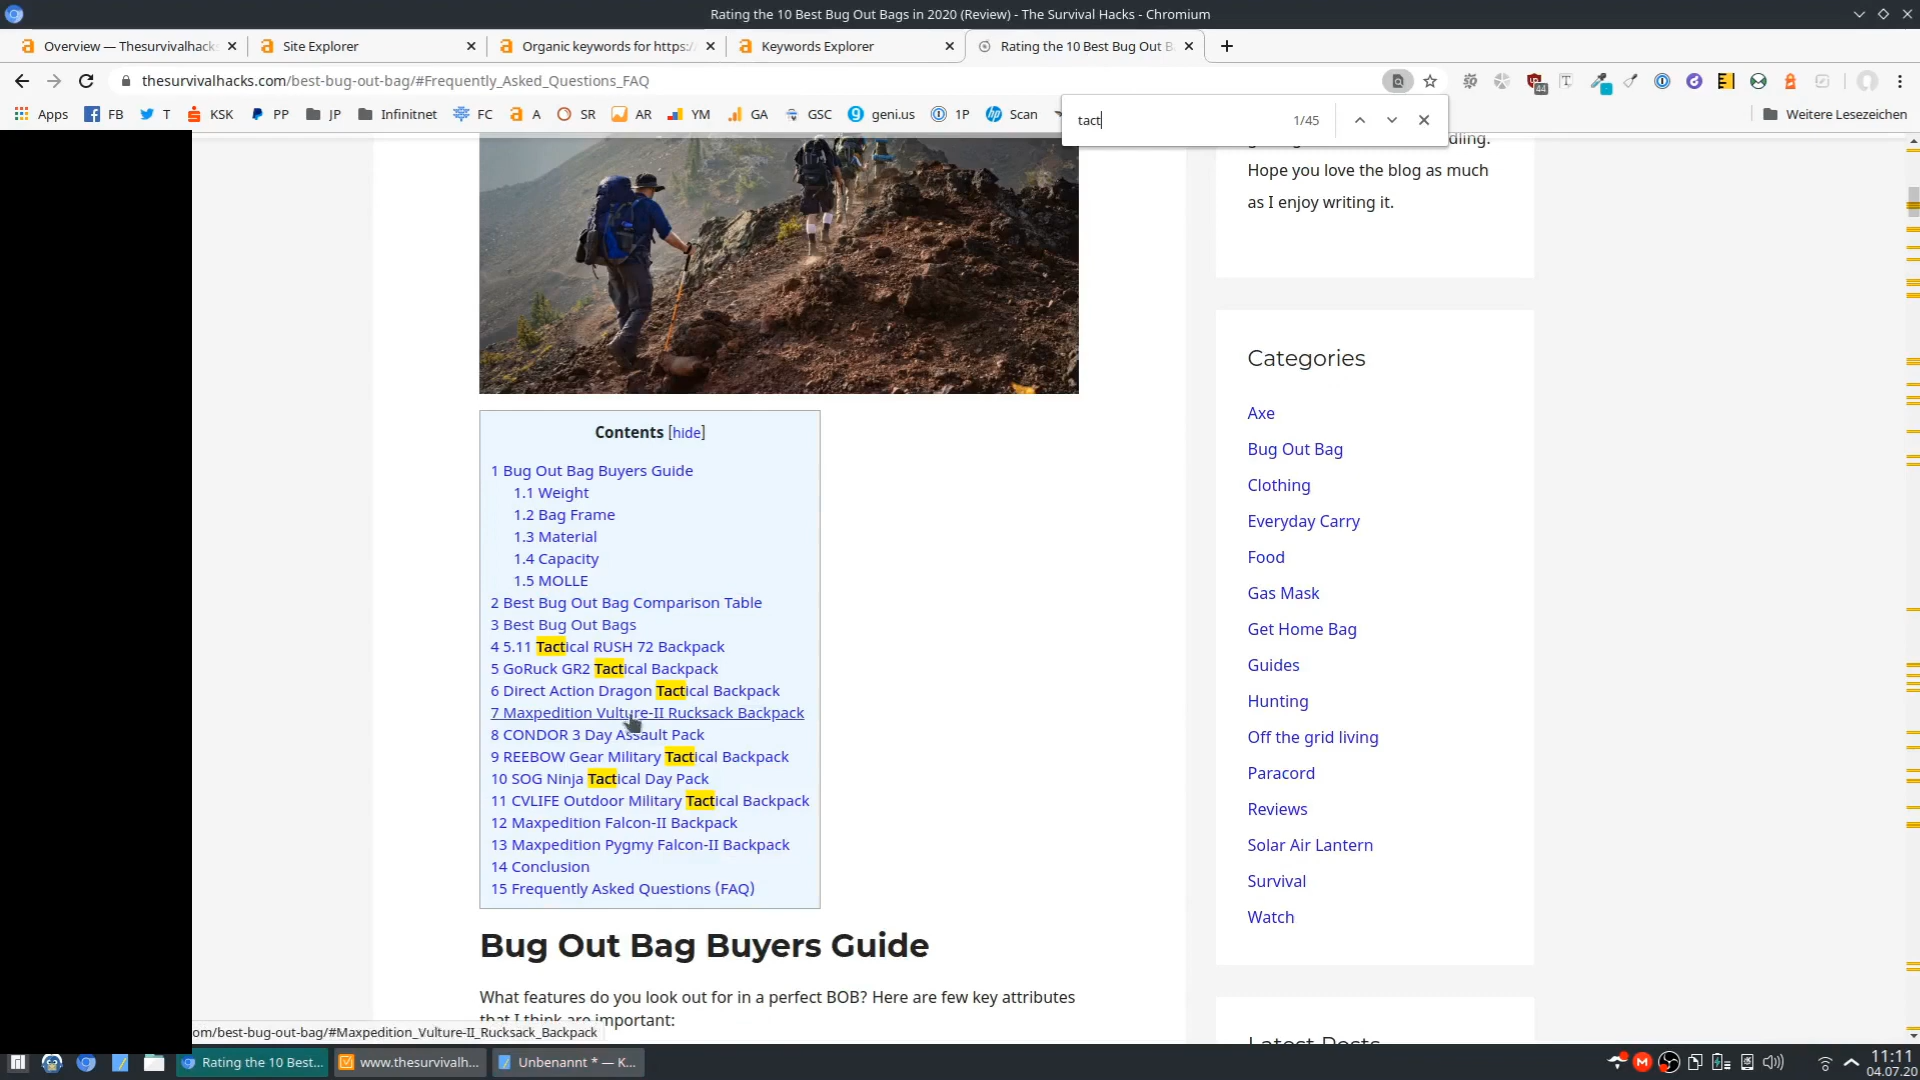 Rating the 10 Best Bug Out Bags in 2020 (Review) - The Survival Hacks - Chromium
Overview — Thesurvivalhack
Site Explorer
Organic keywords for https:/
Keywords Explorer
Rating the 10 Best Bug Out B
thesurvivalhacks.com/best-bug-out-bag/#Frequently_Asked_Questions_FAQ
44
Apps FB T KSK PP JP Infinitnet FC A SR AR YM GA GSC geni.us 1P Scan Weitere Lesezeichen
tact 1/45
Hope you love the blog as much
as I enjoy writing it.
Contents [hide]
1 Bug Out Bag Buyers Guide
1.1 Weight
1.2 Bag Frame
1.3 Material
1.4 Capacity
1.5 MOLLE
2 Best Bug Out Bag Comparison Table
3 Best Bug Out Bags
4 5.11 Tactical RUSH 72 Backpack
5 GoRuck GR2 Tactical Backpack
6 Direct Action Dragon Tactical Backpack
7 Maxpedition Vulture-II Rucksack Backpack
8 CONDOR 3 Day Assault Pack
9 REEBOW Gear Military Tactical Backpack
10 SOG Ninja Tactical Day Pack
11 CVLIFE Outdoor Military Tactical Backpack
12 Maxpedition Falcon-II Backpack
13 Maxpedition Pygmy Falcon-II Backpack
14 Conclusion
15 Frequently Asked Questions (FAQ)
Bug Out Bag Buyers Guide
What features do you look out for in a perfect BOB? Here are few key attributes
that I think are important:
Categories
Axe
Bug Out Bag
Clothing
Everyday Carry
Food
Gas Mask
Get Home Bag
Guides
Hunting
Off the grid living
Paracord
Reviews
Solar Air Lantern
Survival
Watch
Latest Posts
om/best-bug-out-bag/#Maxpedition_Vulture-II_Rucksack_Backpack
Rating the 10 Best...
www.thesurvivalh...
Unbenannt * — K...
11:11
04.07.20